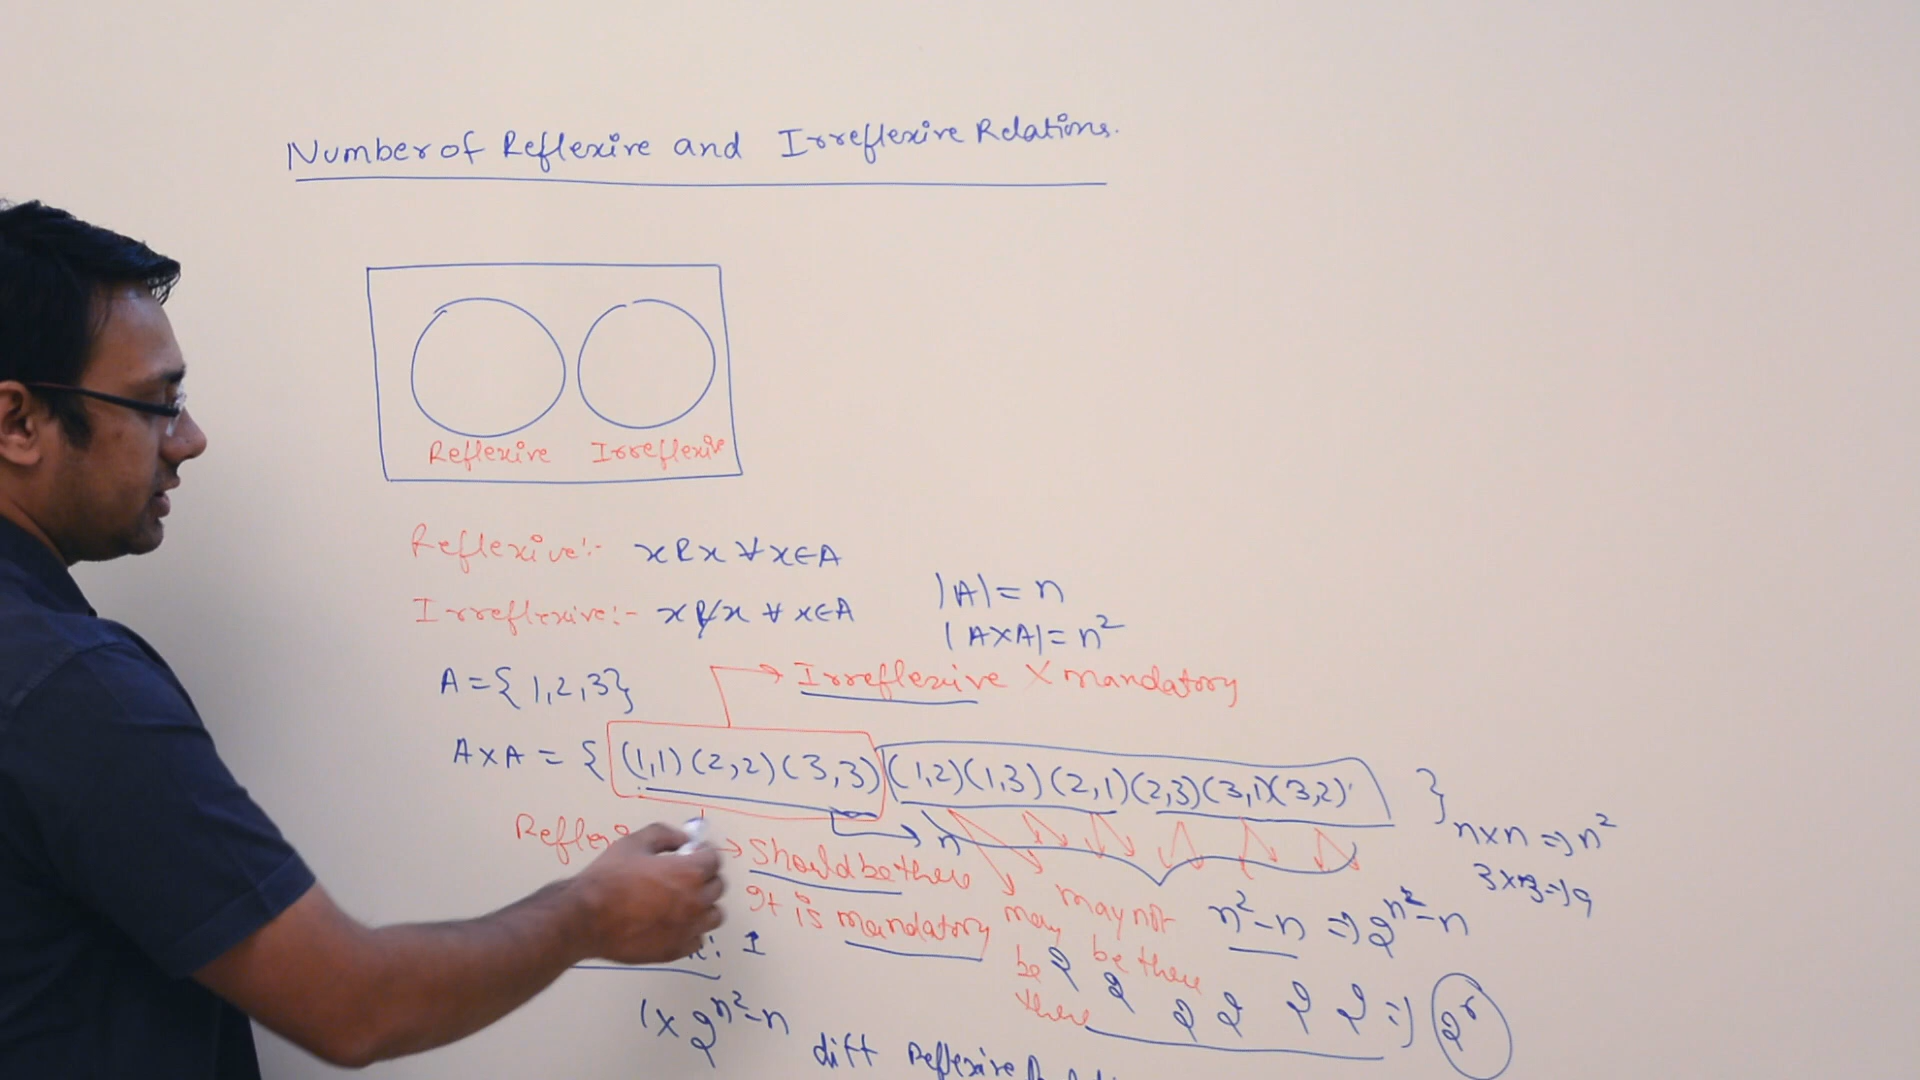 Number of Reflexive and Irreflexive Relations.
Reflexive Irreflexive
Reflexive:- xRx ∀ x∈A
Irreflexive:- xR̸x ∀ x∈A
|A| = n
|A×A| = n²
A = {1,2,3}
Irreflexive X mandatory
A×A = { (1,1) (2,2) (3,3) (1,2) (1,3) (2,1) (2,3) (3,1) (3,2) }
n×n ⇒ n²
3×3 ⇒ 9
n
Should be there
It is mandatory
may be there
may not be there
n²-n ⇒ 2^n²-n
: 1
2 2 2 2 2 2 ⇒
1 × 2^n²-n
diff Reflexive